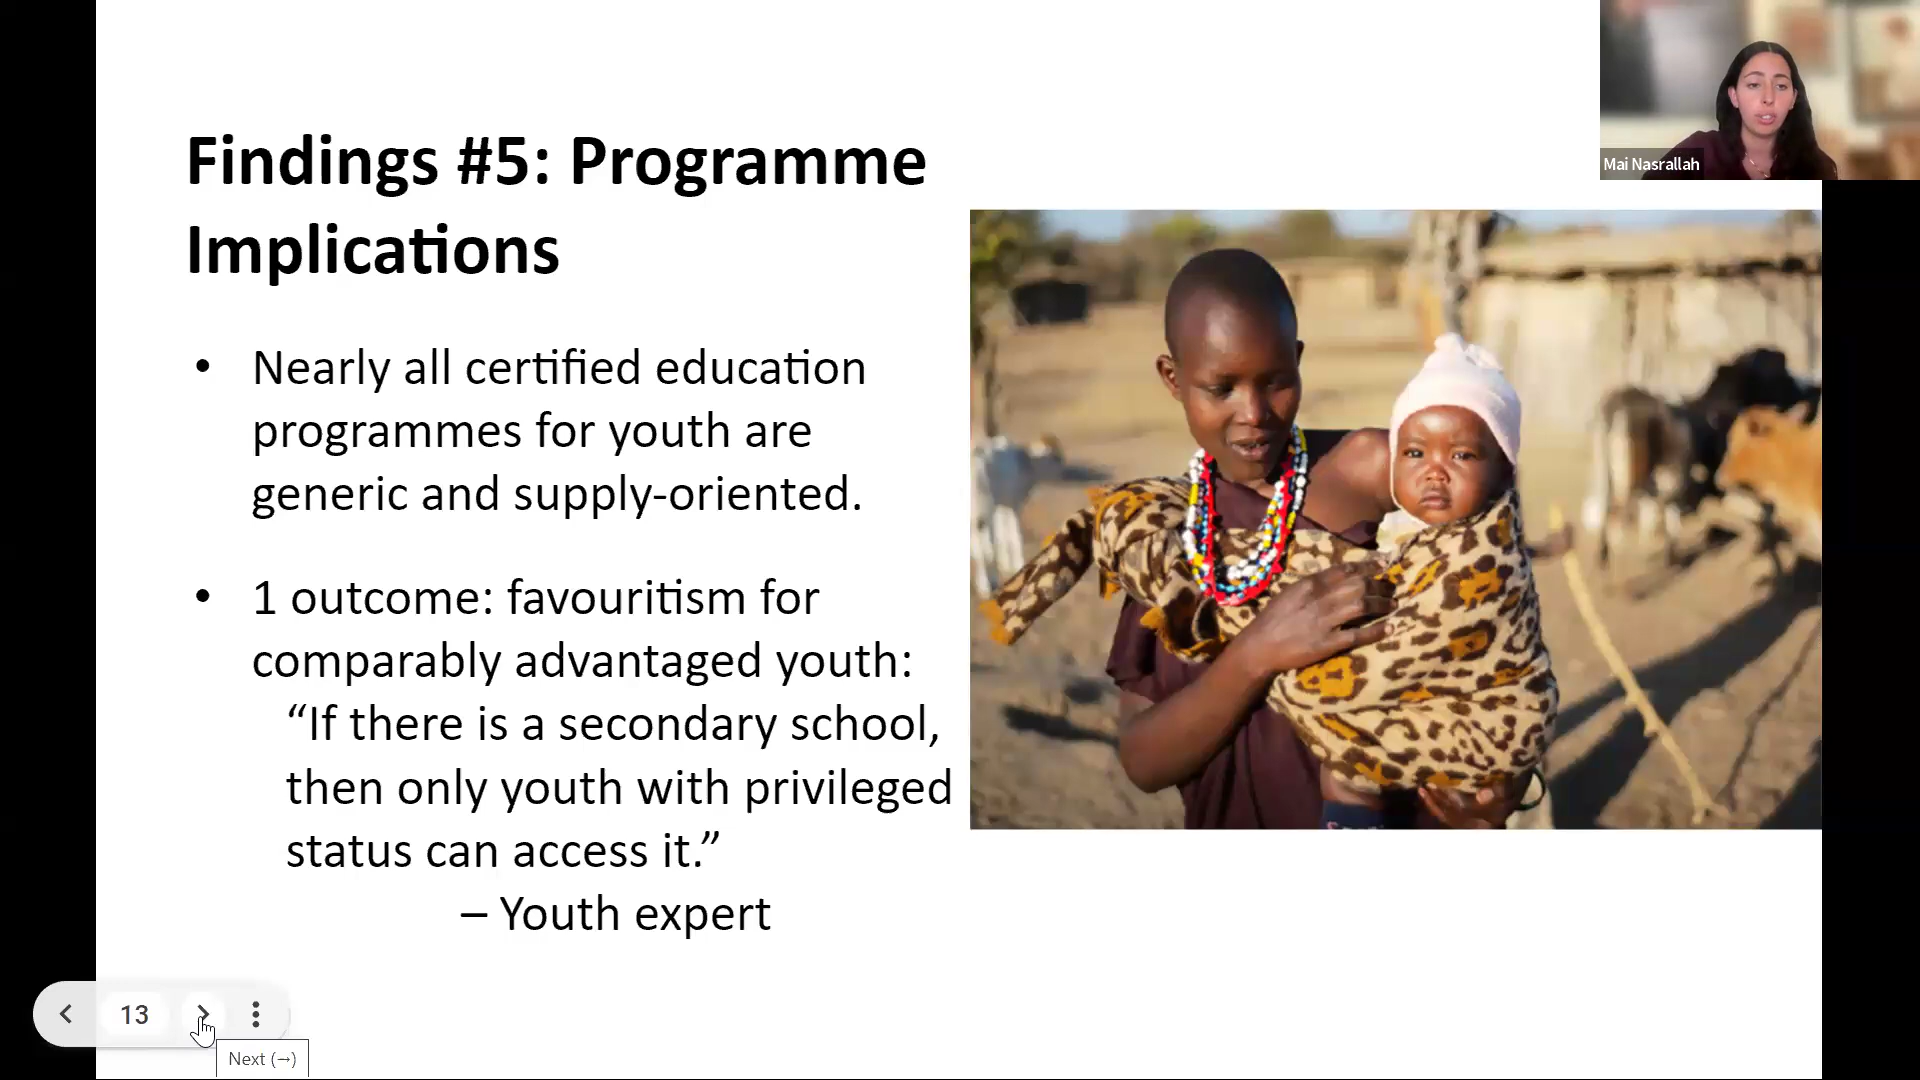 Mai Nasrallah
Findings #5: Programme
Implications
• Nearly all certified education
programmes for youth are
generic and supply-oriented.
• 1 outcome: favouritism for
comparably advantaged youth:
“If there is a secondary school,
then only youth with privileged
status can access it.”
– Youth expert
13
Next (→)